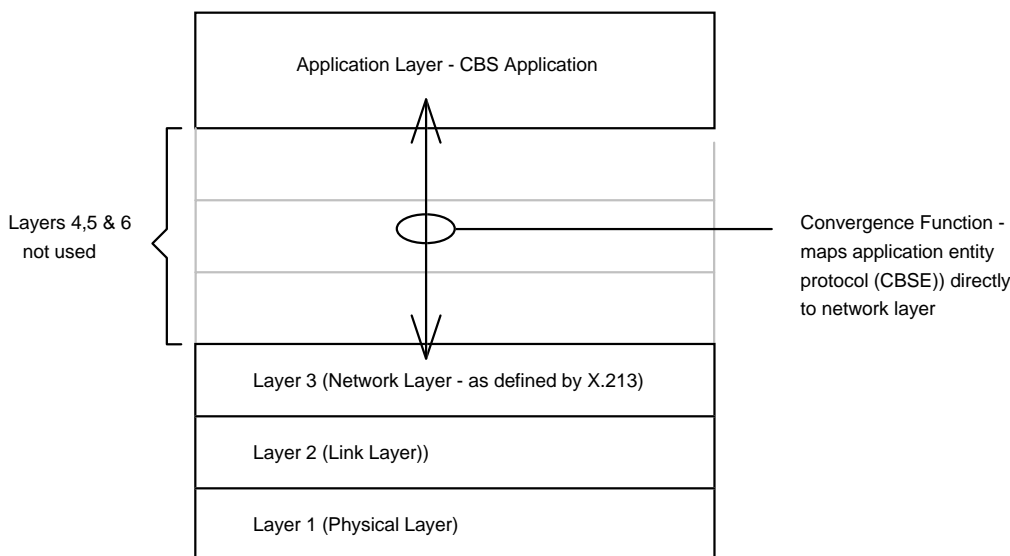 Application Layer - CBS Application
Layers 4,5 & 6
not used
Convergence Function -
maps application entity
protocol (CBSE)) directly
to network layer
Layer 3 (Network Layer - as defined by X.213)
Layer 2 (Link Layer))
Layer 1 (Physical Layer)